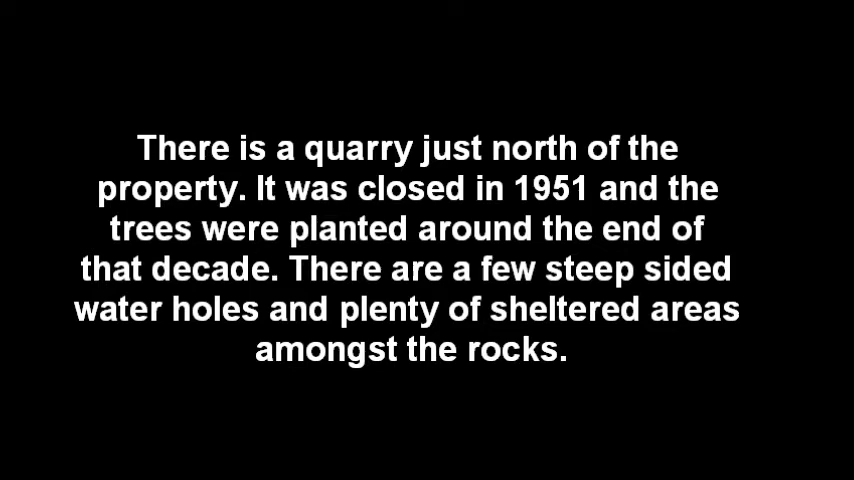 There is a quarry just north of the
property. It was closed in 1951 and the
trees were planted around the end of
that decade. There are a few steep sided
water holes and plenty of sheltered areas
amongst the rocks.